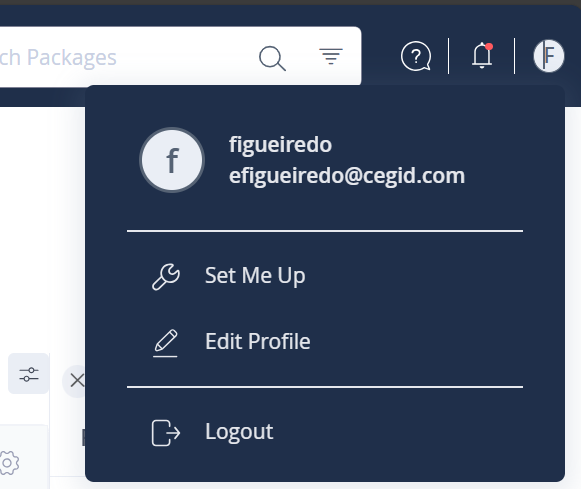 ch Packages
?
F
f
figueiredo
efigueiredo@cegid.com
Set Me Up
Edit Profile
Logout